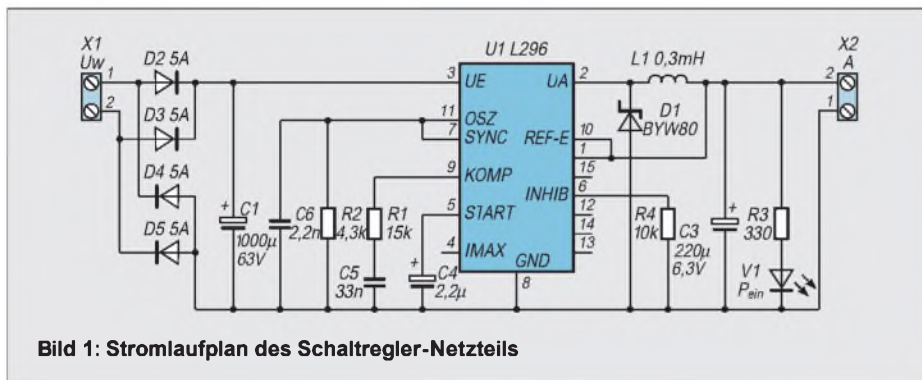 X1
Uw
1
2
D2 5A
D3 5A
D4 5A
D5 5A
+
C1
1000µ
63V
C6
2,2n
R2
4,3k
R1
15k
C5
33n
+
C4
2,2µ
U1 L296
3
UE
UA
2
11
OSZ
7
SYNC
REF-E
10
1
9
KOMP
15
INHIB
6
5
START
12
14
4
IMAX
13
GND
8
L1 0,3mH
D1
BYW80
R4
10k
C3
220µ
6,3V
+
R3
330
V1
Pein
X2
A
2
1
Bild 1: Stromlaufplan des Schaltregler-Netzteils